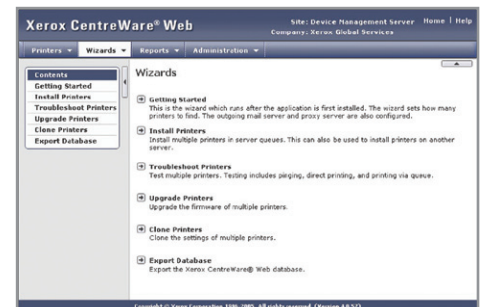 Xerox CentreWare® Web
Site: Device Management Server
Home | Help
Company: Xerox Global Services
Printers
Wizards
Reports
Administration
Contents
Getting Started
Install Printers
Troubleshoot Printers
Upgrade Printers
Clone Printers
Export Database
Wizards
Getting Started
This is the wizard which runs after the application is first installed. The wizard sets how many
printers to find. The outgoing mail server and proxy server are also configured.
Install Printers
Install multiple printers in server queues. This can also be used to install printers on another
server.
Troubleshoot Printers
Test multiple printers. Testing includes pinging, direct printing, and printing via queue.
Upgrade Printers
Upgrade the firmware of multiple printers.
Clone Printers
Clone the settings of multiple printers.
Export Database
Export the Xerox CentreWare® Web database.
Copyright © Xerox Corporation All rights reserved.